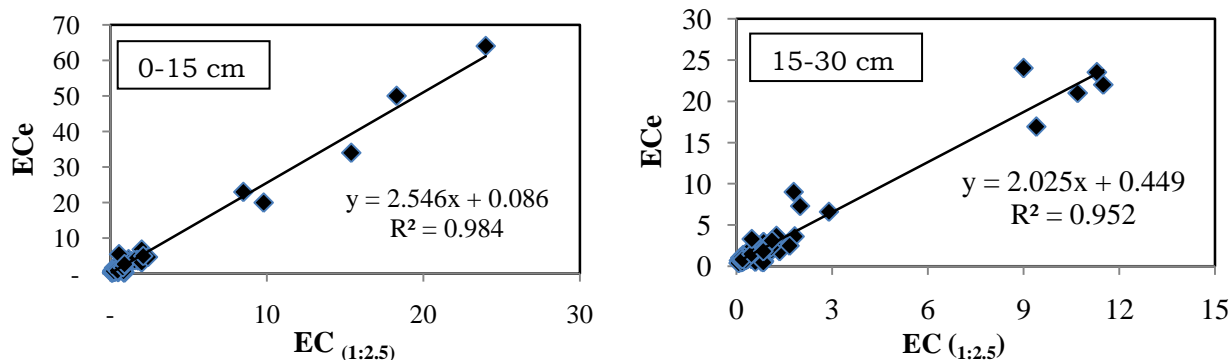 70
60
50
40
30
20
10
-
ECe
0-15 cm
y = 2.546x + 0.086
R² = 0.984
- 10 20 30
EC (1:2.5)
30
25
20
15
10
5
0
ECe
15-30 cm
y = 2.025x + 0.449
R² = 0.952
0 3 6 9 12 15
EC (1:2.5)